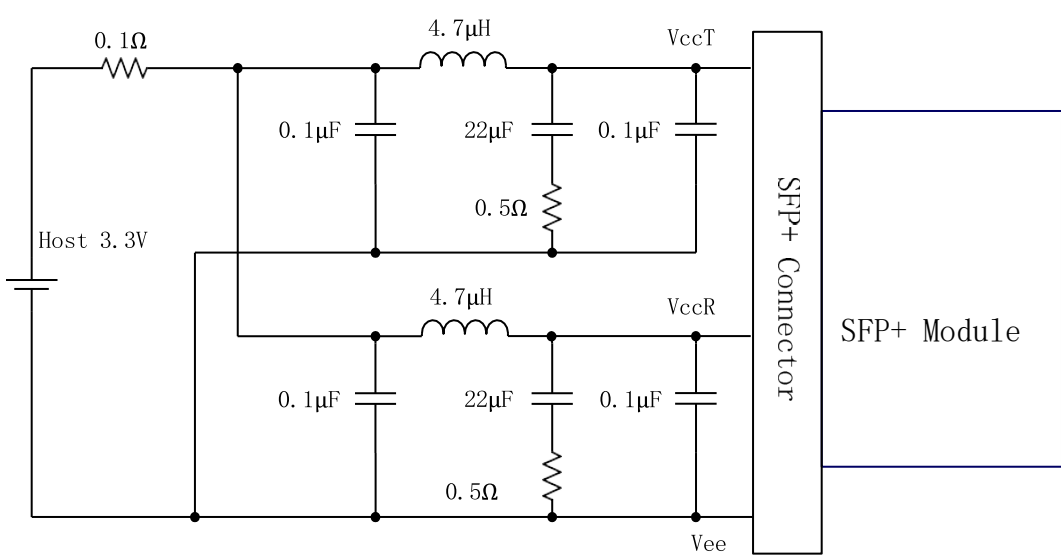 4.7μH
VccT
0.1Ω
0.1μF
22μF
0.1μF
0.5Ω
Host 3.3V
4.7μH
VccR
SFP+ Connector
SFP+ Module
0.1μF
22μF
0.1μF
0.5Ω
Vee